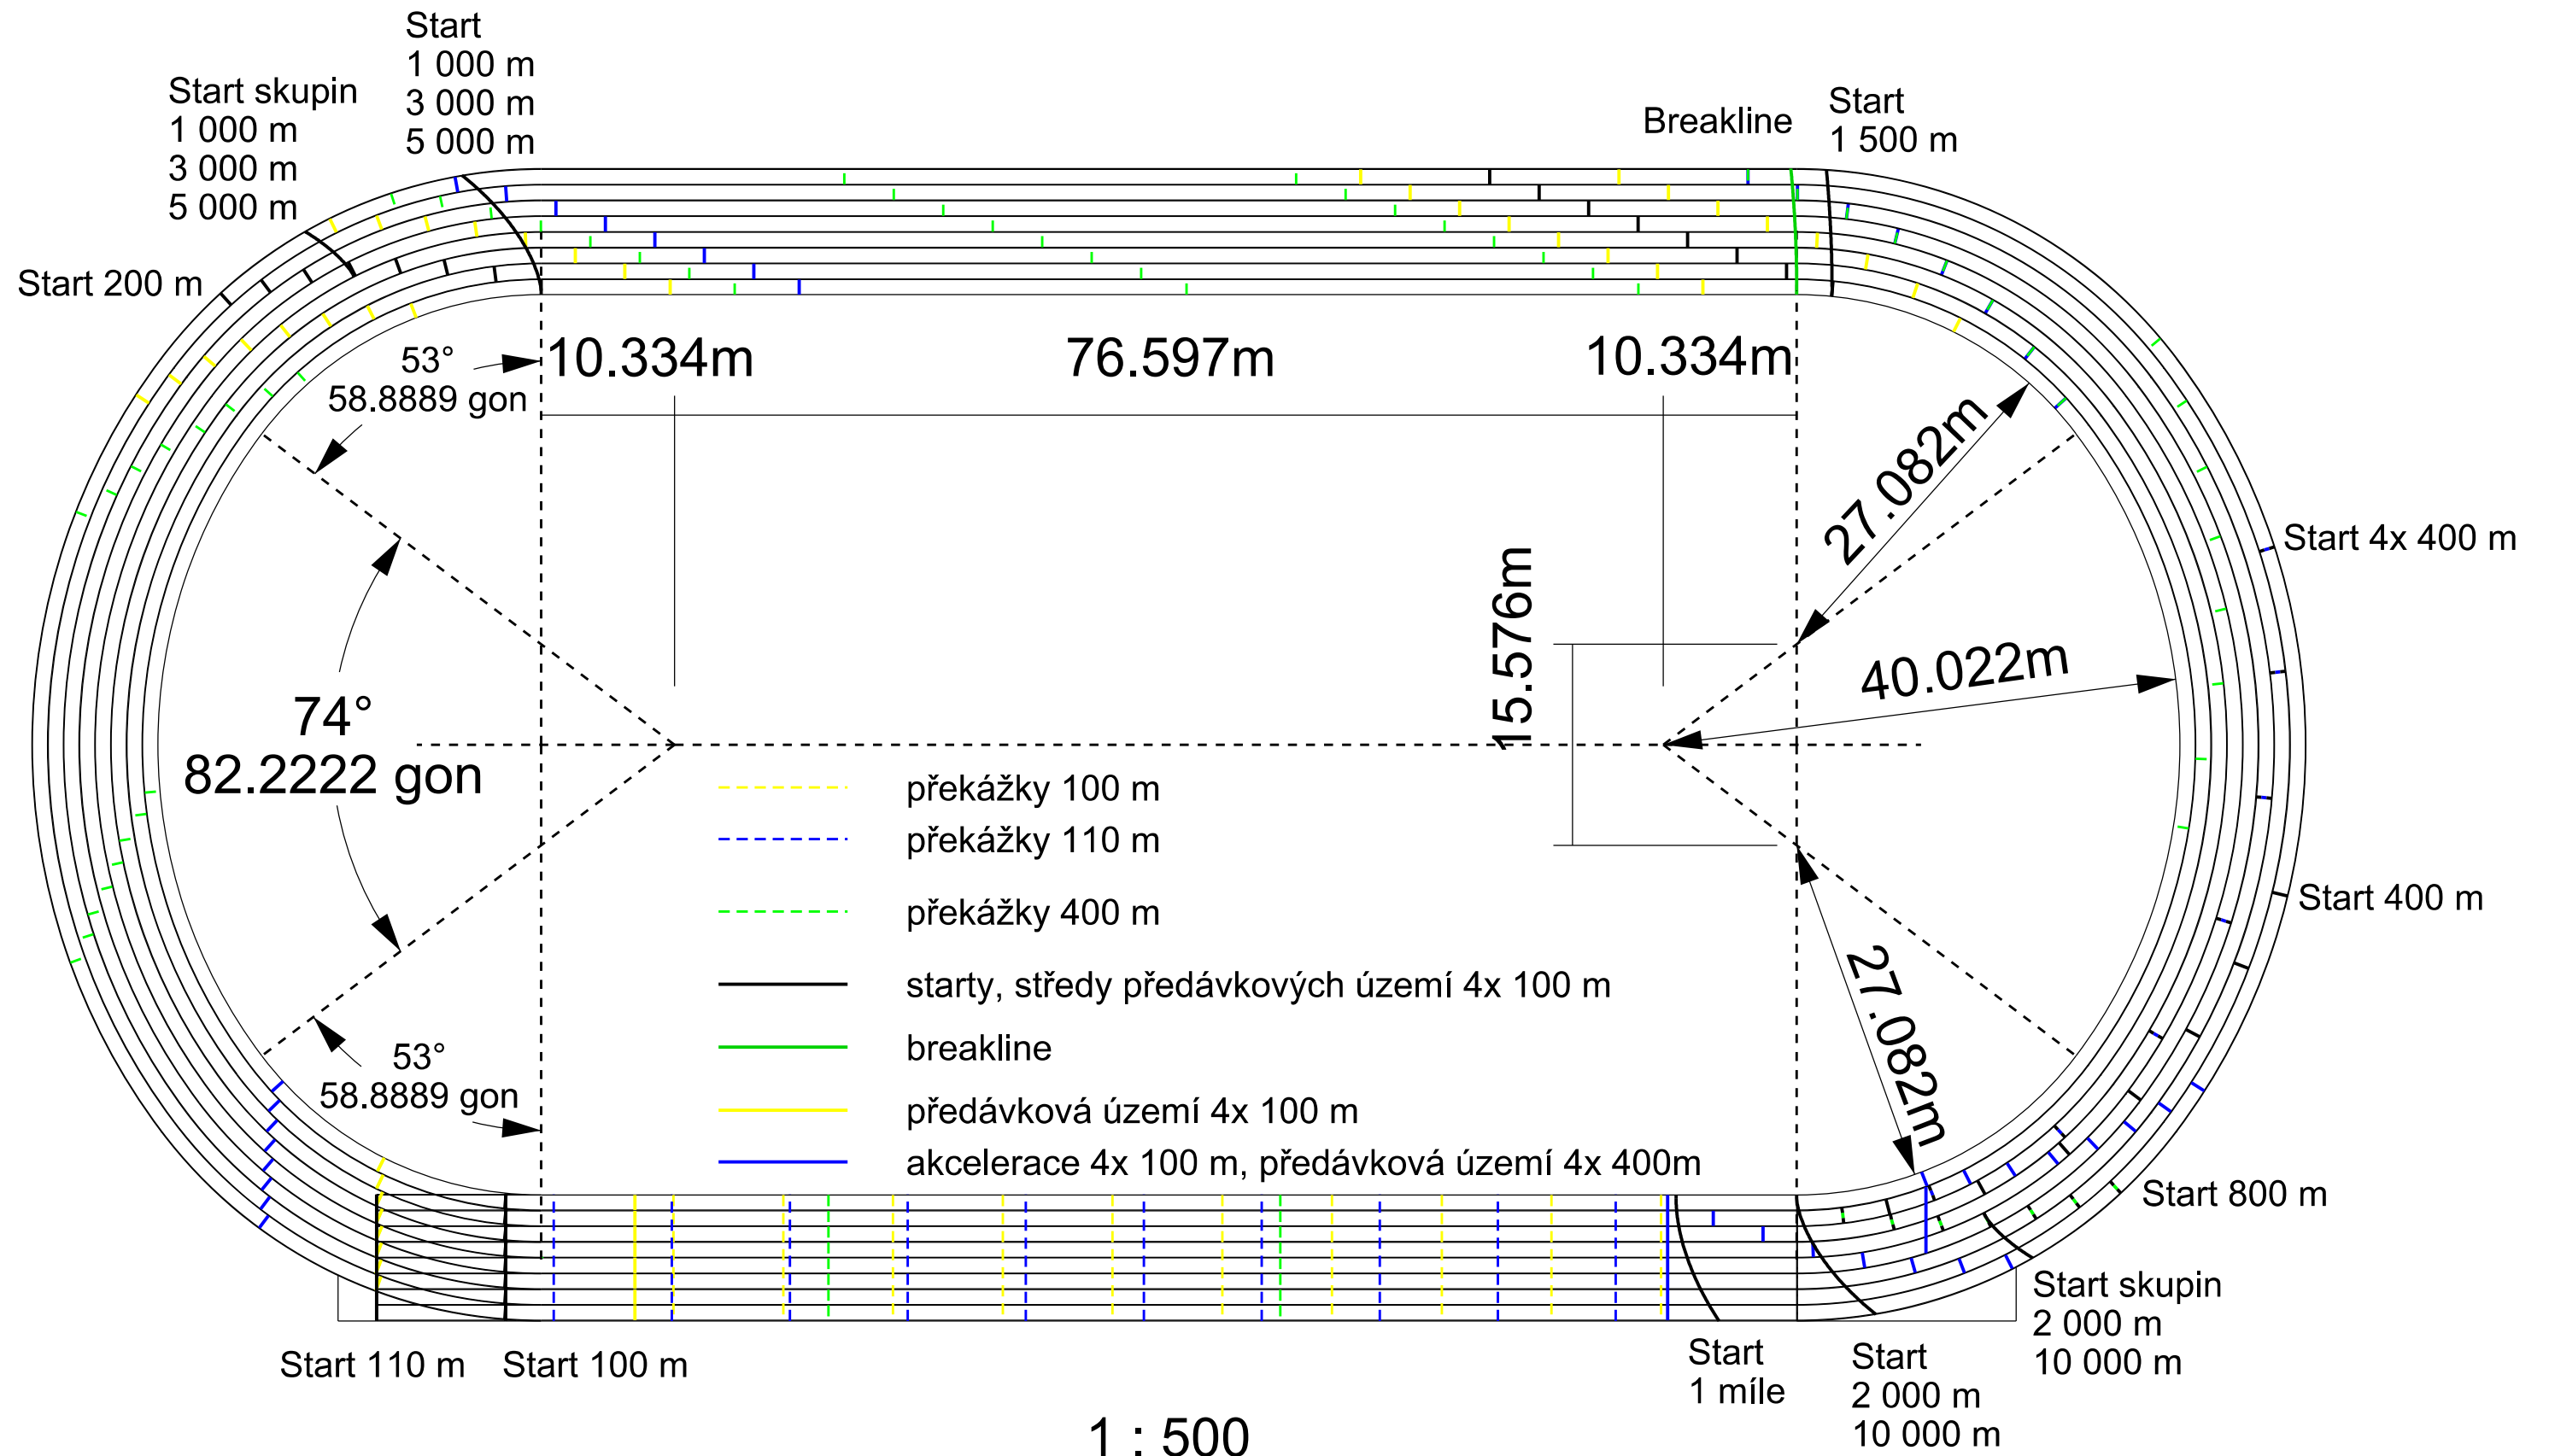 Start
1 000 m
3 000 m
5 000 m
Start skupin
1 000 m
3 000 m
5 000 m
Breakline
Start
1 500 m
Start 200 m
53°
58.8889 gon
10.334m
76.597m
10.334m
27.082m
15.576m
40.022m
Start 4x 400 m
74°
82.2222 gon
překážky 100 m
překážky 110 m
překážky 400 m
starty, středy předávkových území 4x 100 m
breakline
předávková území 4x 100 m
akcelerace 4x 100 m, předávková území 4x 400m
Start 400 m
27.082m
53°
58.8889 gon
Start 800 m
Start skupin
2 000 m
10 000 m
Start 110 m
Start 100 m
Start
1 míle
Start
2 000 m
10 000 m
1 : 500